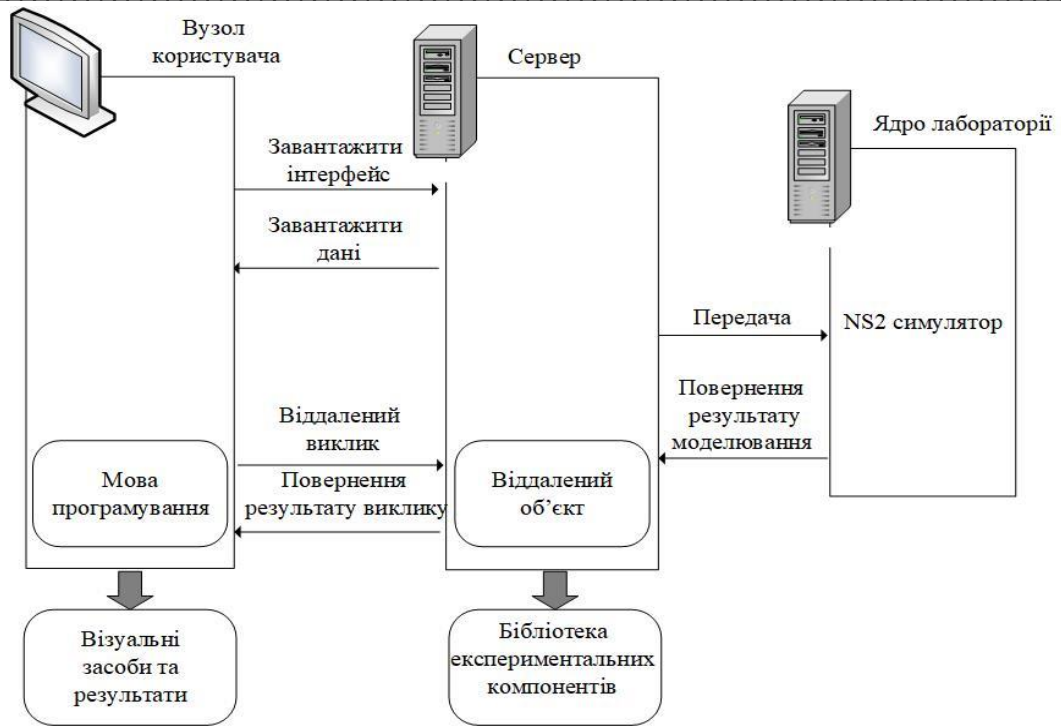 Вузол
користувача
Сервер
Ядро лабораторії
Завантажити
інтерфейс
Завантажити
дані
Передача
NS2 симулятор
Повернення
результату
моделювання
Віддалений
виклик
Мова
програмування
Повернення
результату виклику
Віддалений
об’єкт
Візуальні
засоби та
результати
Бібліотека
експериментальних
компонентів